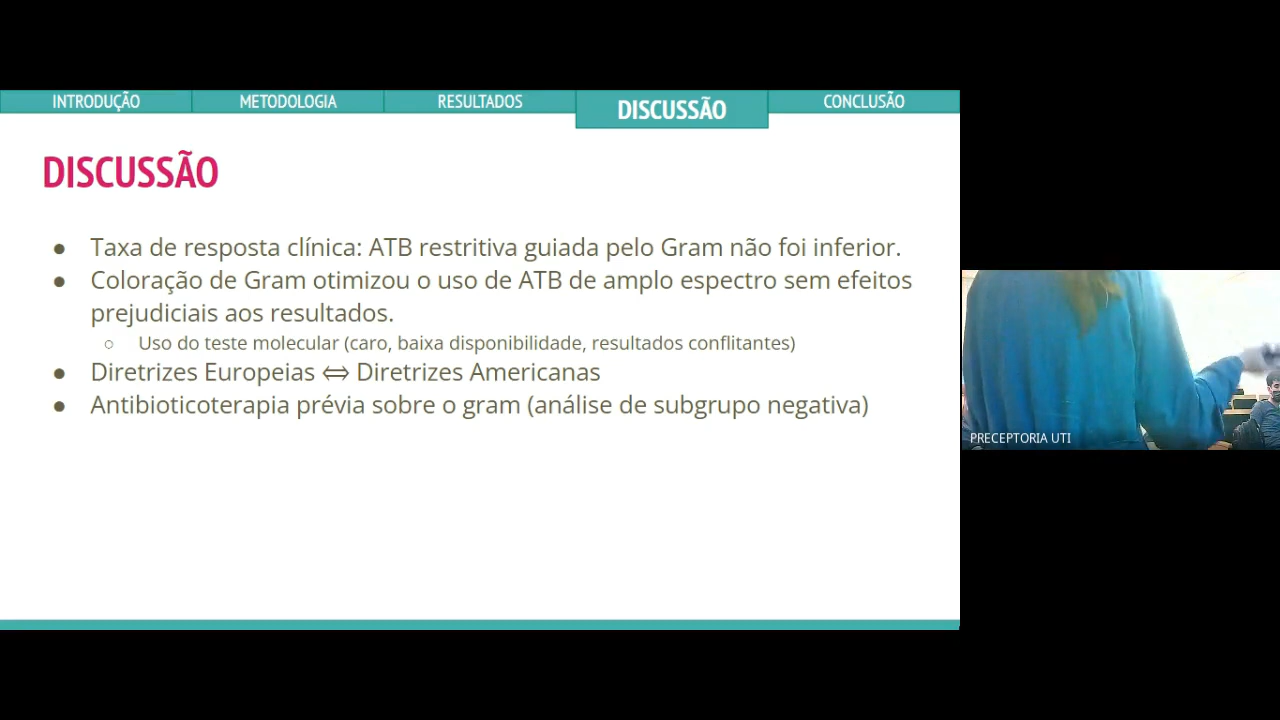 INTRODUÇÃO
METODOLOGIA
RESULTADOS
DISCUSSÃO
CONCLUSÃO
DISCUSSÃO
● Taxa de resposta clínica: ATB restritiva guiada pelo Gram não foi inferior.
● Coloração de Gram otimizou o uso de ATB de amplo espectro sem efeitos
prejudiciais aos resultados.
○ Uso do teste molecular (caro, baixa disponibilidade, resultados conflitantes)
● Diretrizes Europeias ⇔ Diretrizes Americanas
● Antibioticoterapia prévia sobre o gram (análise de subgrupo negativa)
PRECEPTORIA UTI